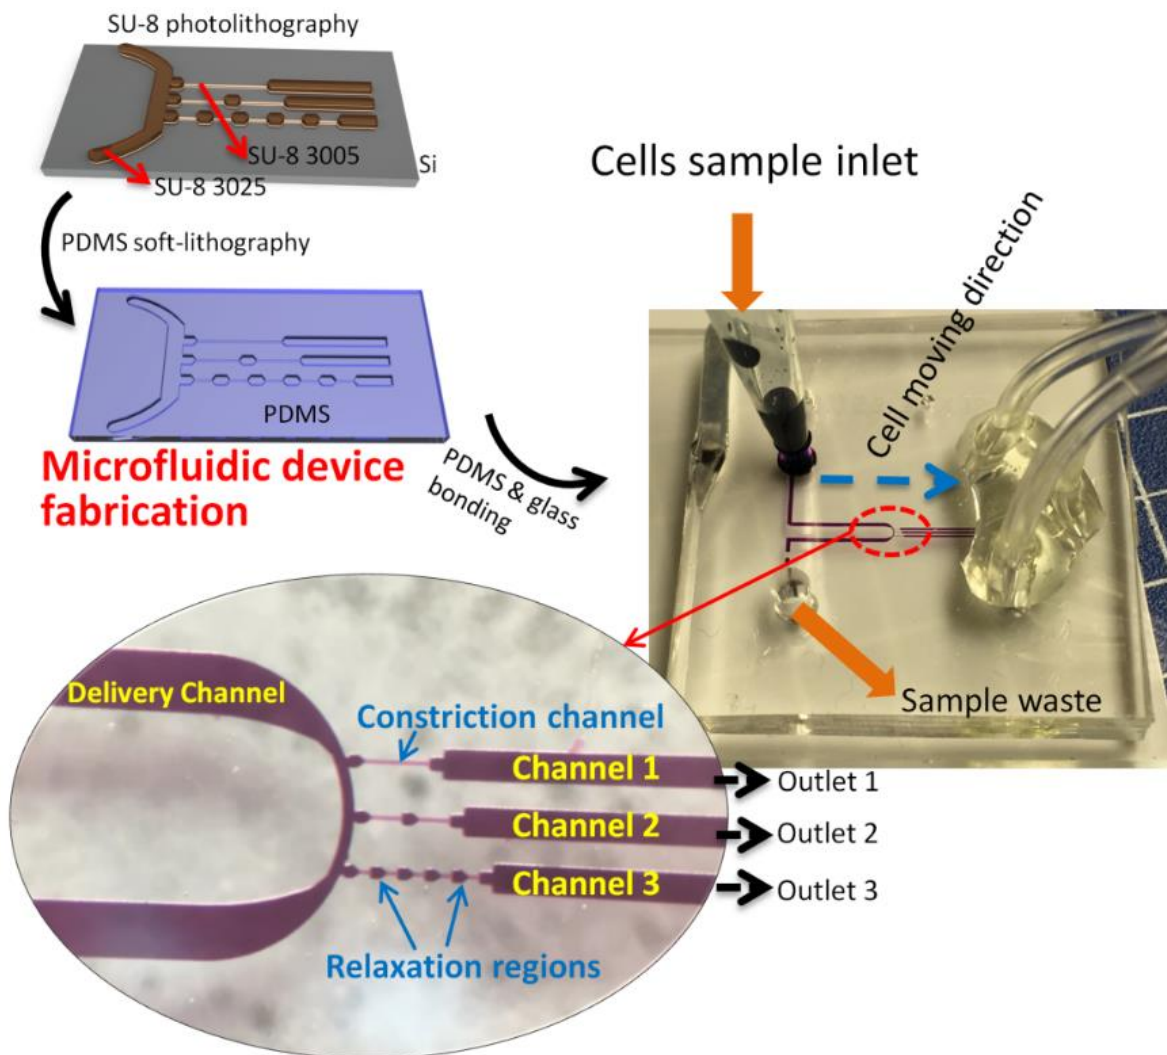 SU-8 photolithography
SU-8 3005
Si
SU-8 3025
PDMS soft-lithography
PDMS
Microfluidic device
fabrication
PDMS & glass
bonding
Cells sample inlet
Cell moving direction
Sample waste
Delivery Channel
Constriction channel
Channel 1
Outlet 1
Channel 2
Outlet 2
Channel 3
Outlet 3
Relaxation regions